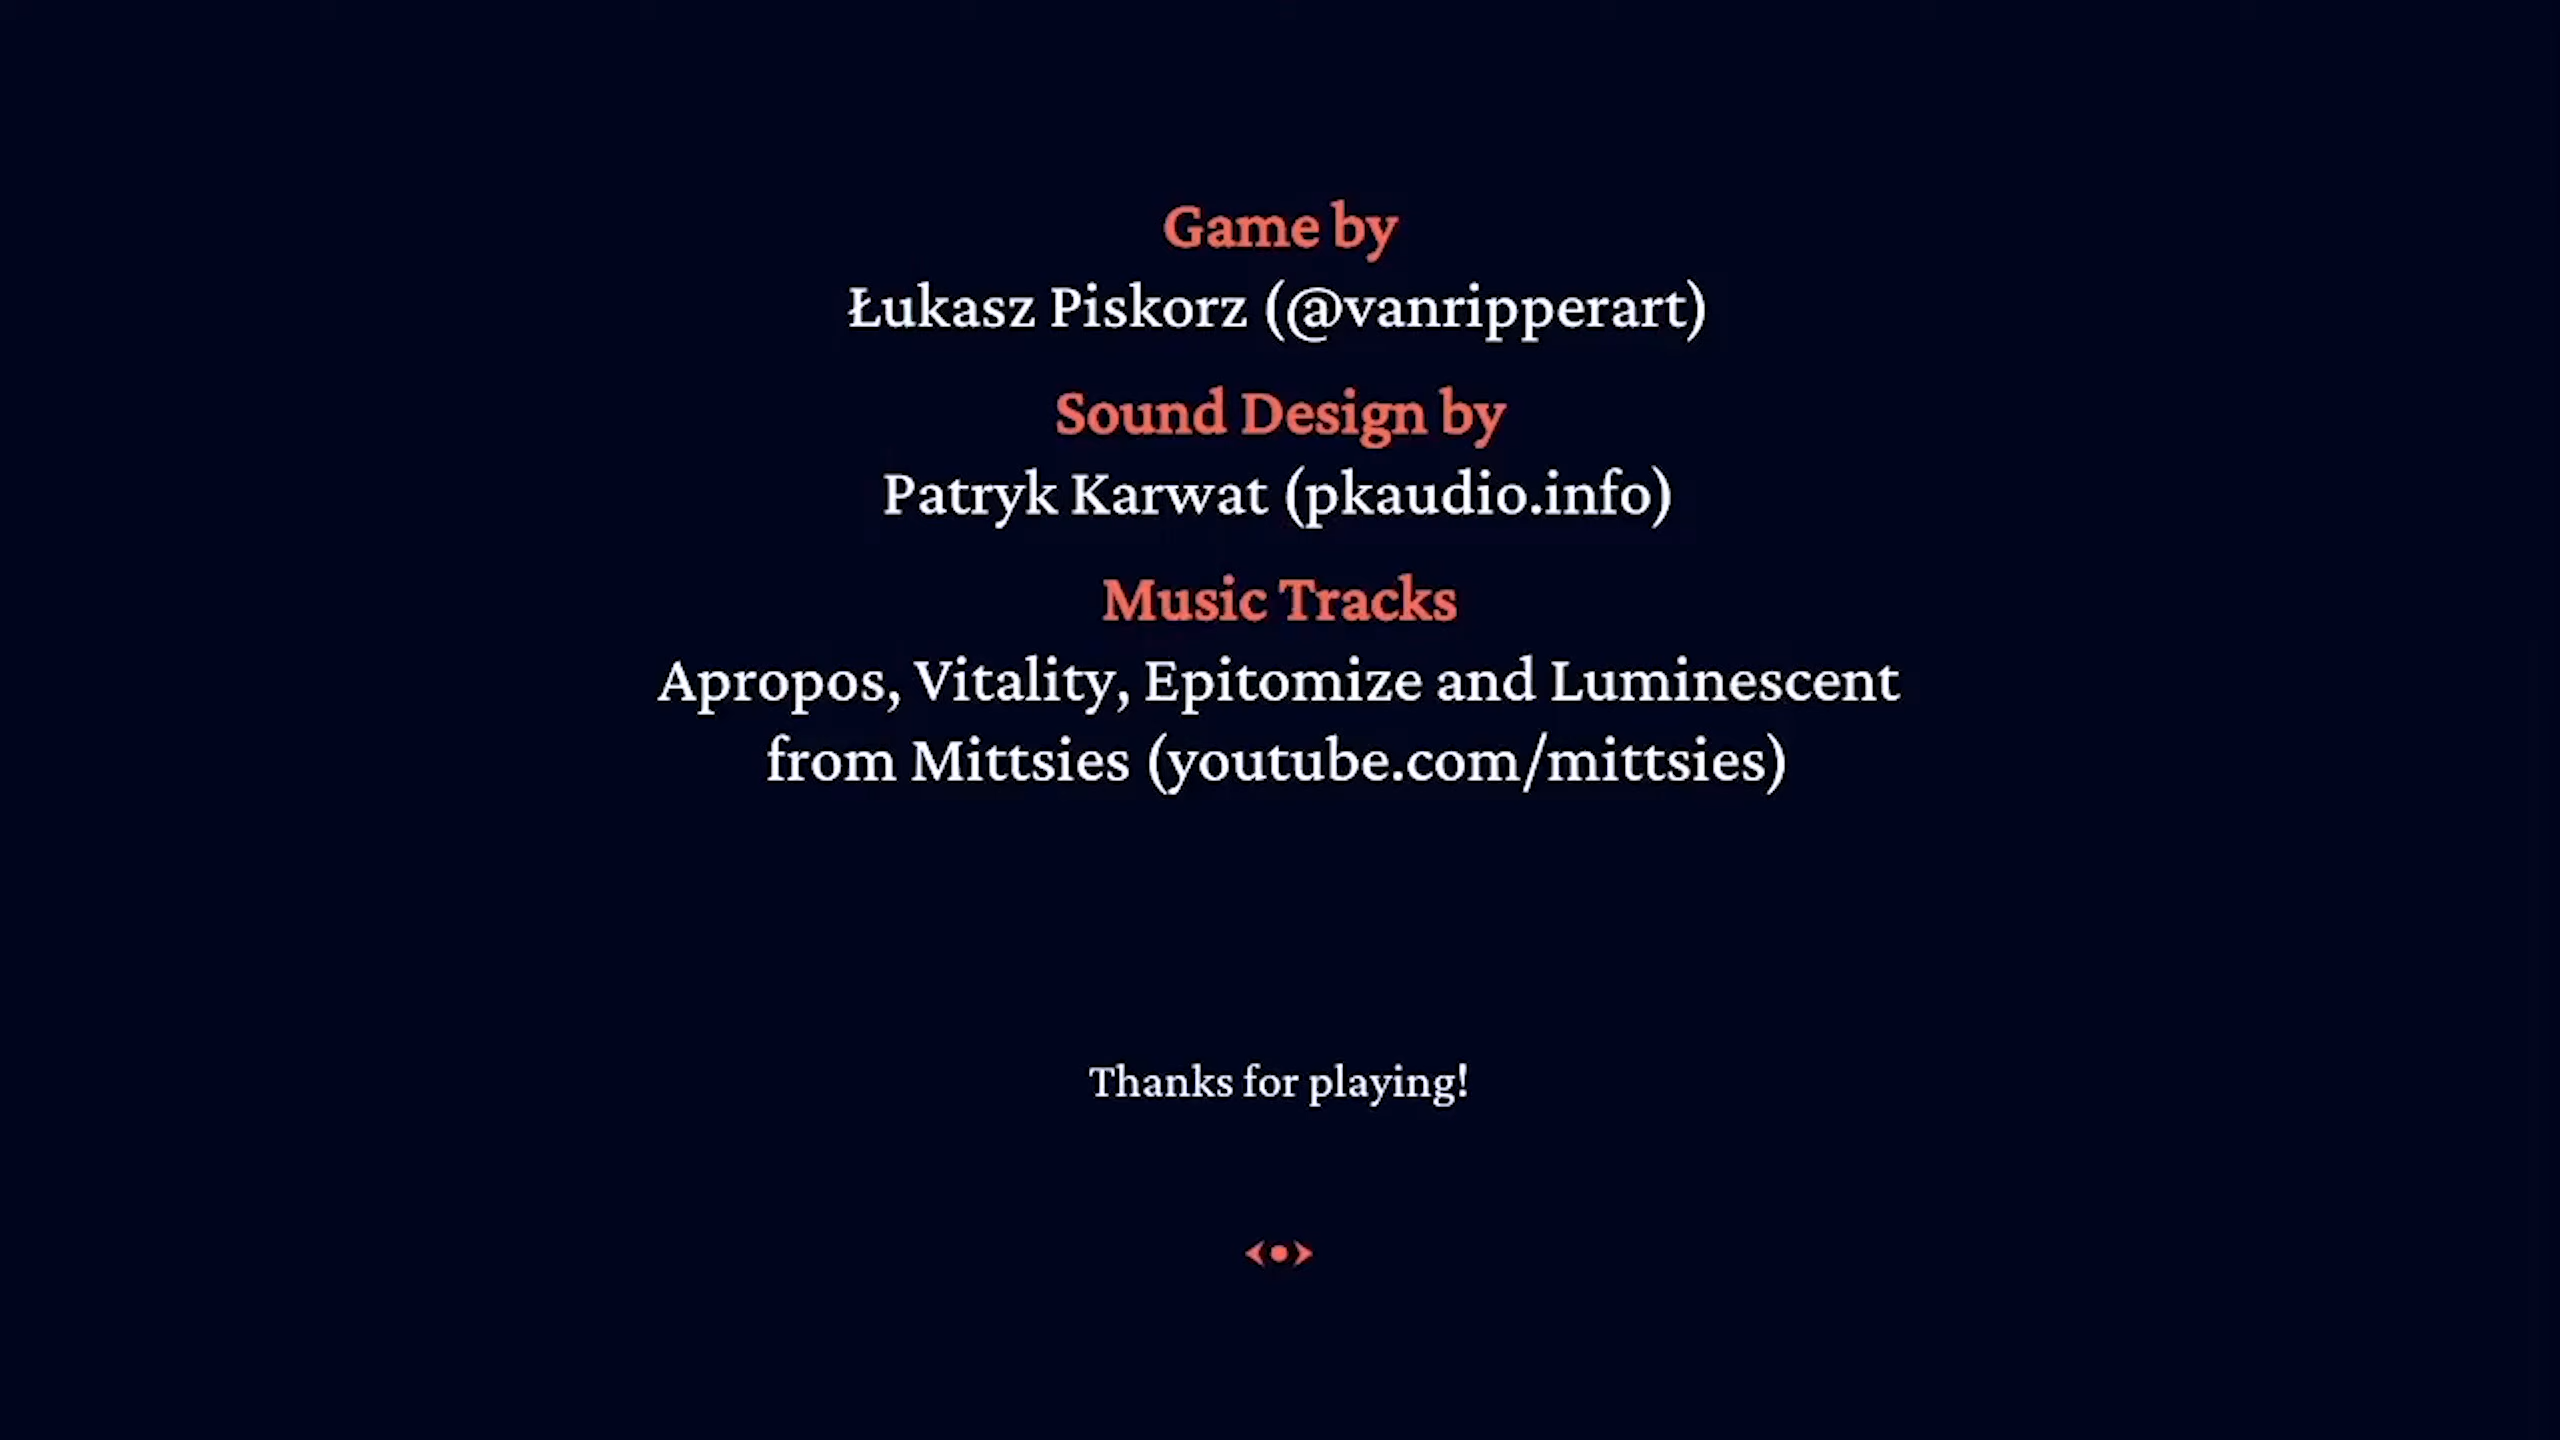 Game by
Łukasz Piskorz (@vanripperart)
Sound Design by
Patryk Karwat (pkaudio.info)
Music Tracks
Apropos, Vitality, Epitomize and Luminescent
from Mittsies (youtube.com/mittsies)
Thanks for playing!